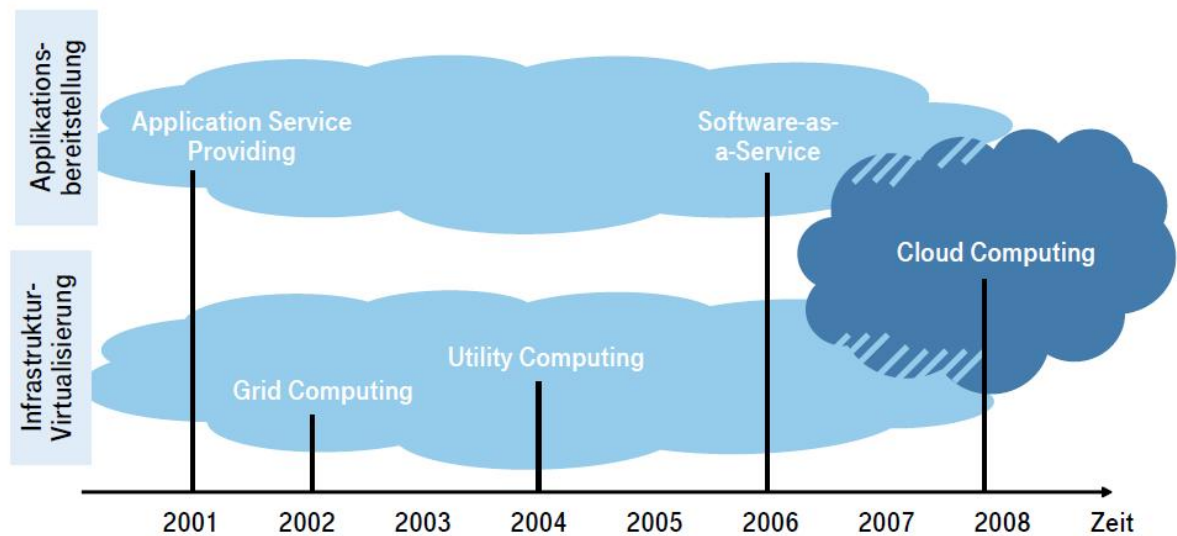 Applikations-
bereitstellung
Application Service
Providing
Software-as-
a-Service
Cloud Computing
Infrastruktur-
Virtualisierung
Utility Computing
Grid Computing
2001
2002
2003
2004
2005
2006
2007
2008
Zeit